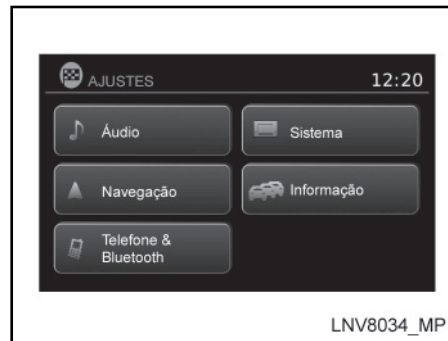 AJUSTES 12:20
Áudio Sistema
Navegação Informação
Telefone &
Bluetooth
LNV8034_MP